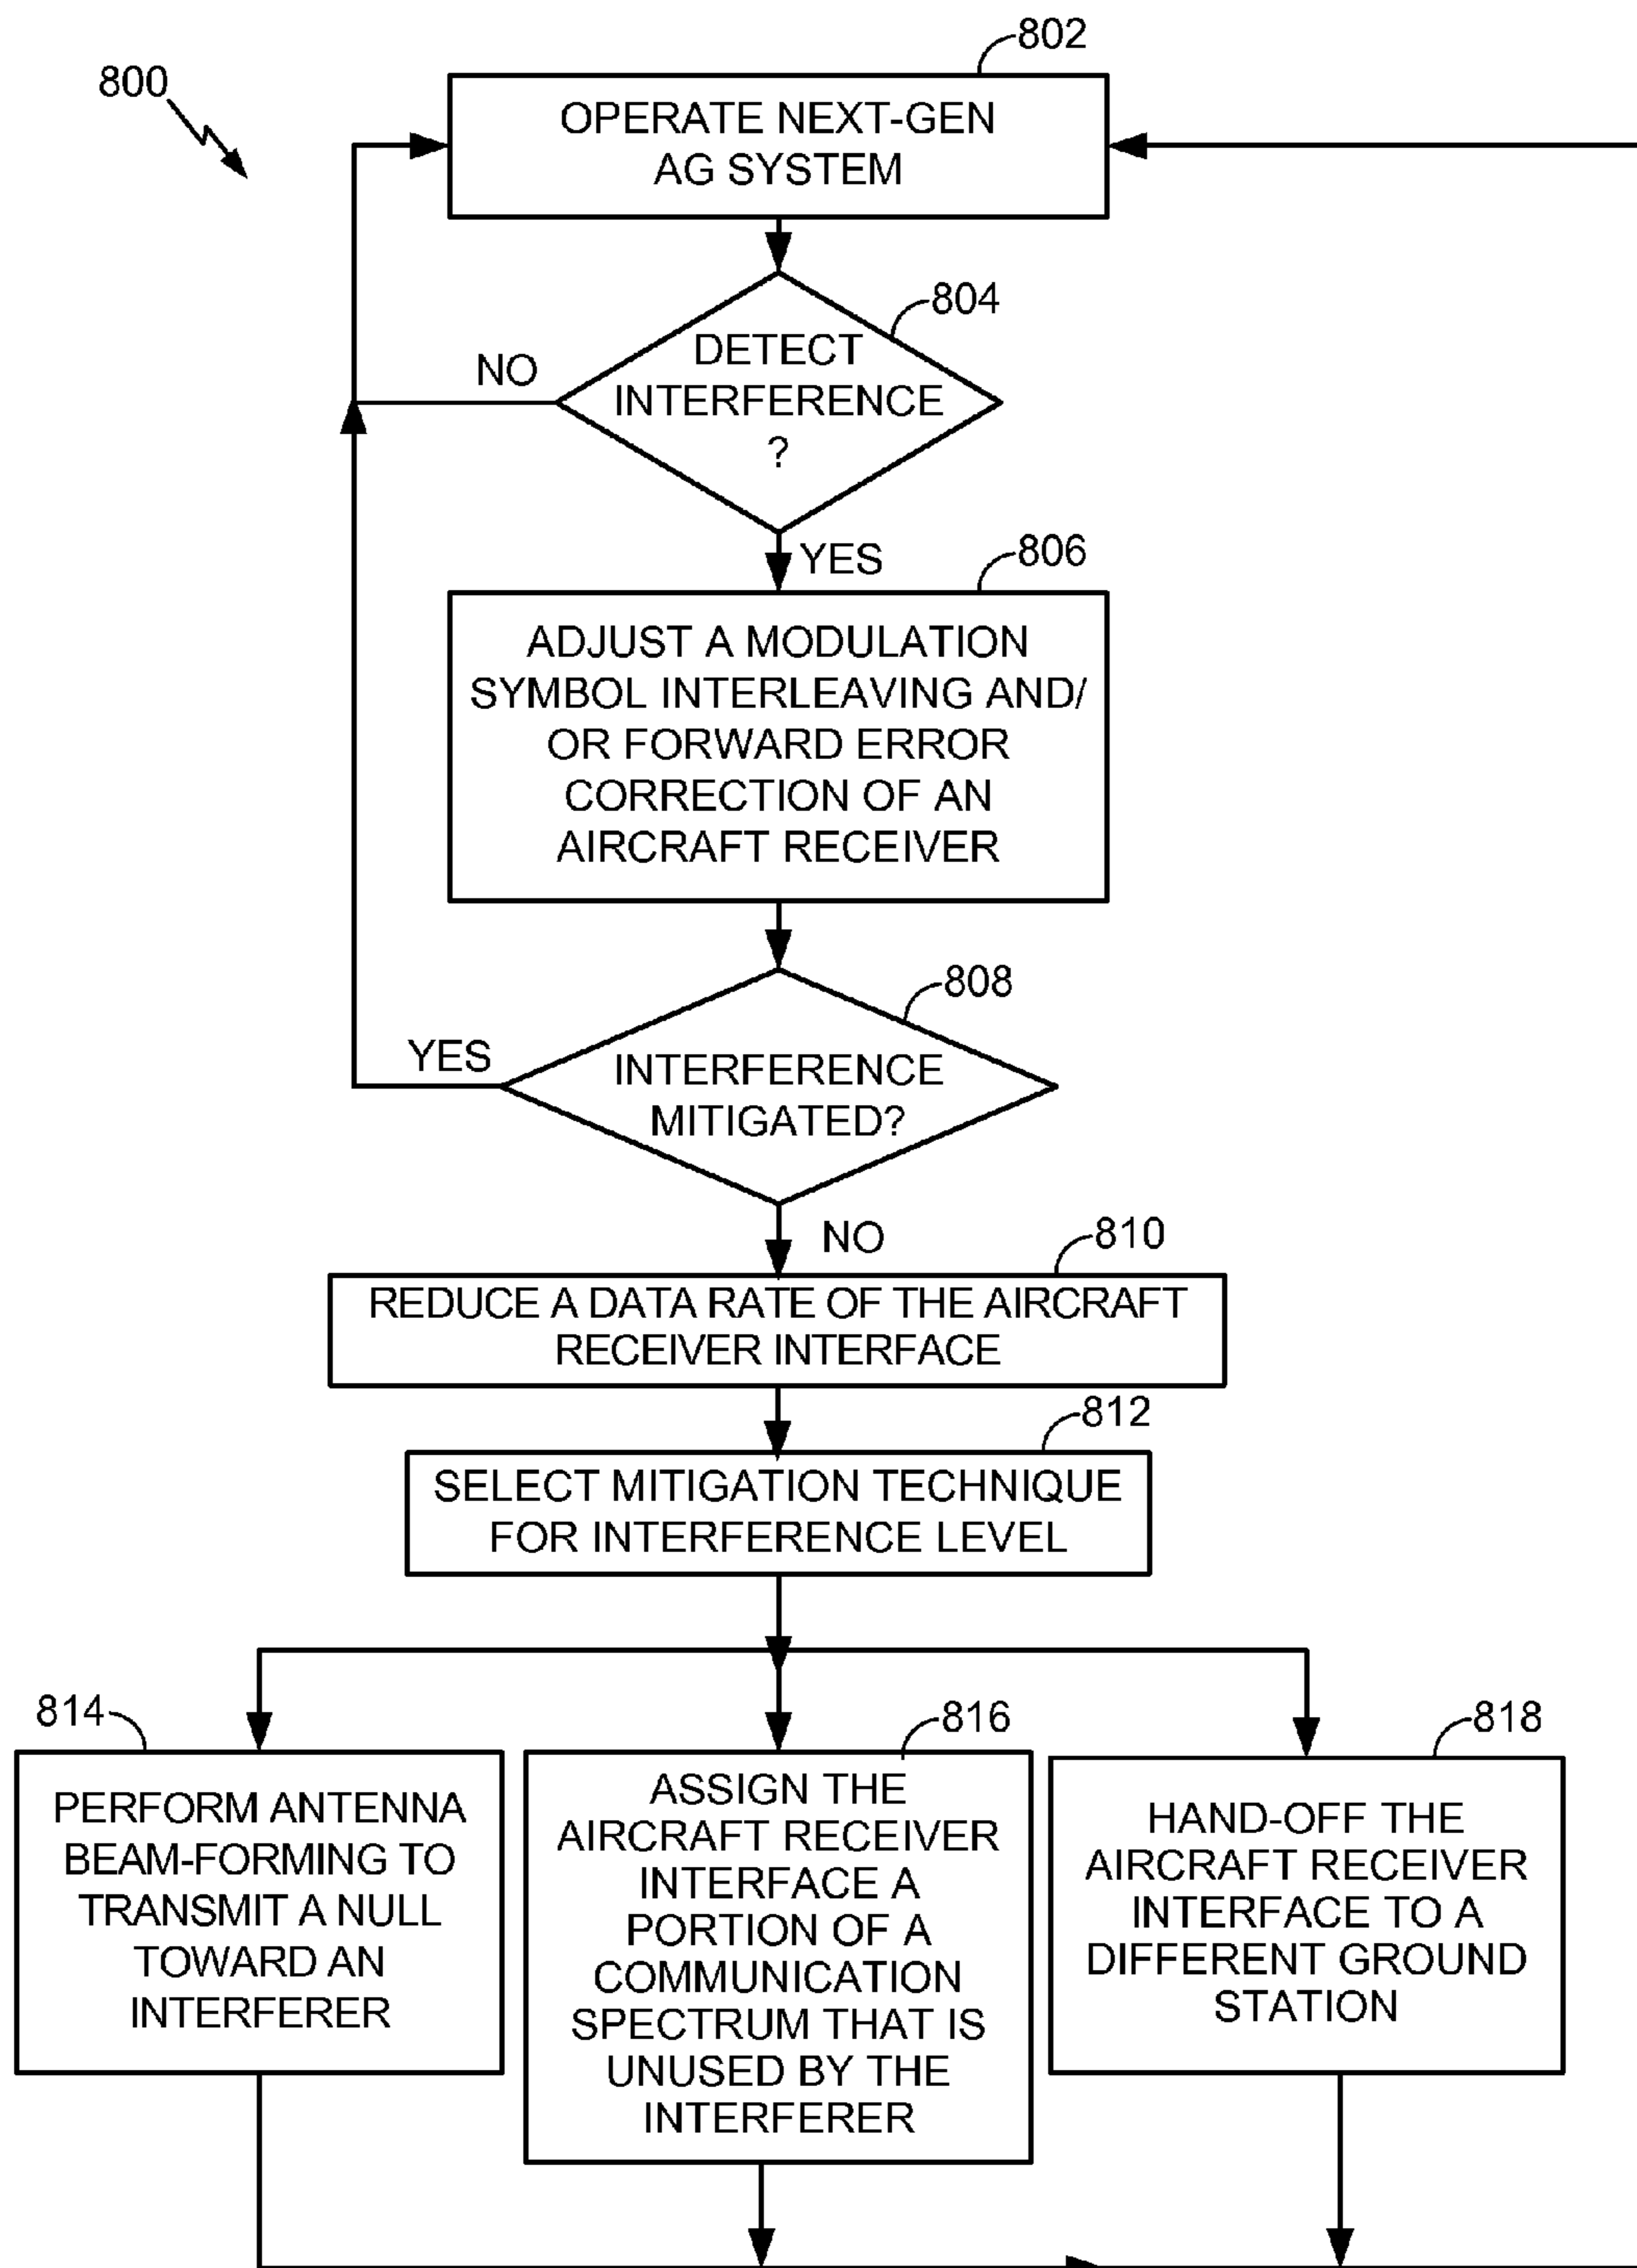 802
800
OPERATE NEXT-GEN
AG SYSTEM
804
DETECT
INTERFERENCE
?
NO
YES
806
ADJUST A MODULATION
SYMBOL INTERLEAVING AND/
OR FORWARD ERROR
CORRECTION OF AN
AIRCRAFT RECEIVER
808
YES
INTERFERENCE
MITIGATED?
NO
810
REDUCE A DATA RATE OF THE AIRCRAFT
RECEIVER INTERFACE
812
SELECT MITIGATION TECHNIQUE
FOR INTERFERENCE LEVEL
814
PERFORM ANTENNA
BEAM-FORMING TO
TRANSMIT A NULL
TOWARD AN
INTERFERER
816
ASSIGN THE
AIRCRAFT RECEIVER
INTERFACE A
PORTION OF A
COMMUNICATION
SPECTRUM THAT IS
UNUSED BY THE
INTERFERER
818
HAND-OFF THE
AIRCRAFT RECEIVER
INTERFACE TO A
DIFFERENT GROUND
STATION